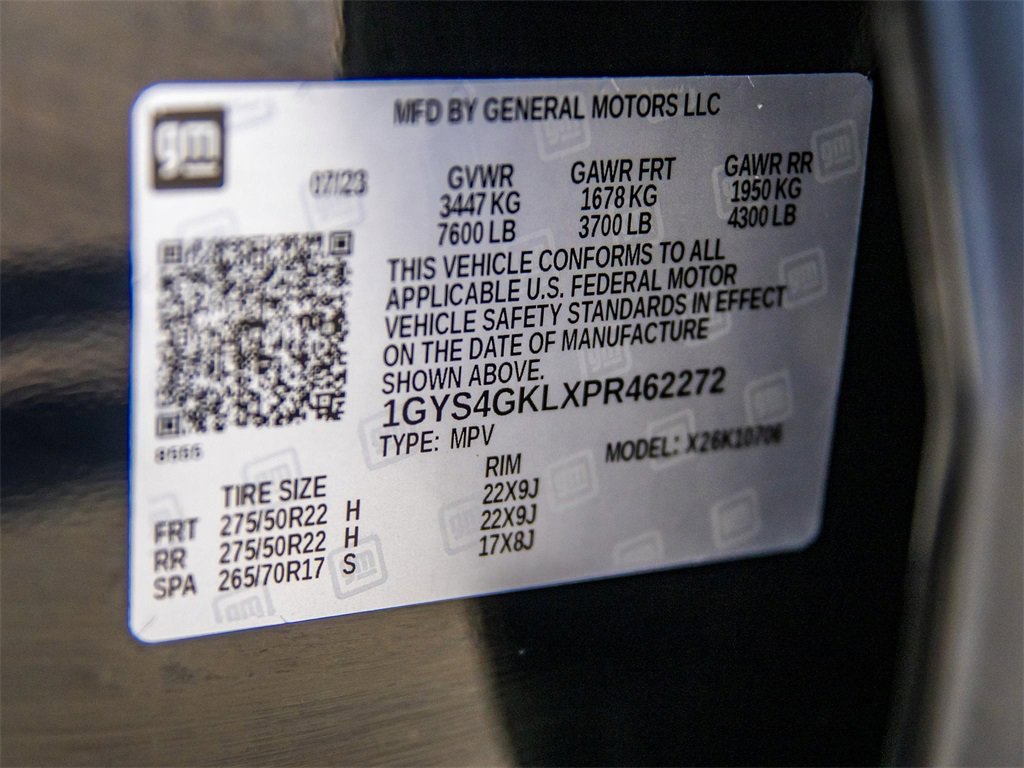 gm
MFD BY GENERAL MOTORS LLC
07/23
GVWR GAWR FRT GAWR RR
3447 KG 1678 KG 1950 KG
7600 LB 3700 LB 4300 LB
THIS VEHICLE CONFORMS TO ALL
APPLICABLE U.S. FEDERAL MOTOR
VEHICLE SAFETY STANDARDS IN EFFECT
ON THE DATE OF MANUFACTURE
SHOWN ABOVE.
1GYS4GKLXPR462272
TYPE: MPV MODEL: X26K10706
TIRE SIZE RIM
FRT 275/50R22 H 22X9J
RR 275/50R22 H 22X9J
SPA 265/70R17 S 17X8J